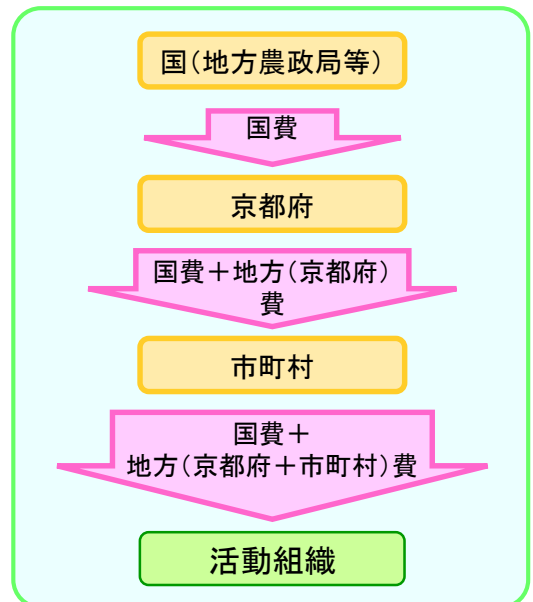 国(地方農政局等)
国費
京都府
国費＋地方(京都府)
費
市町村
国費＋
地方(京都府＋市町村)費
活動組織